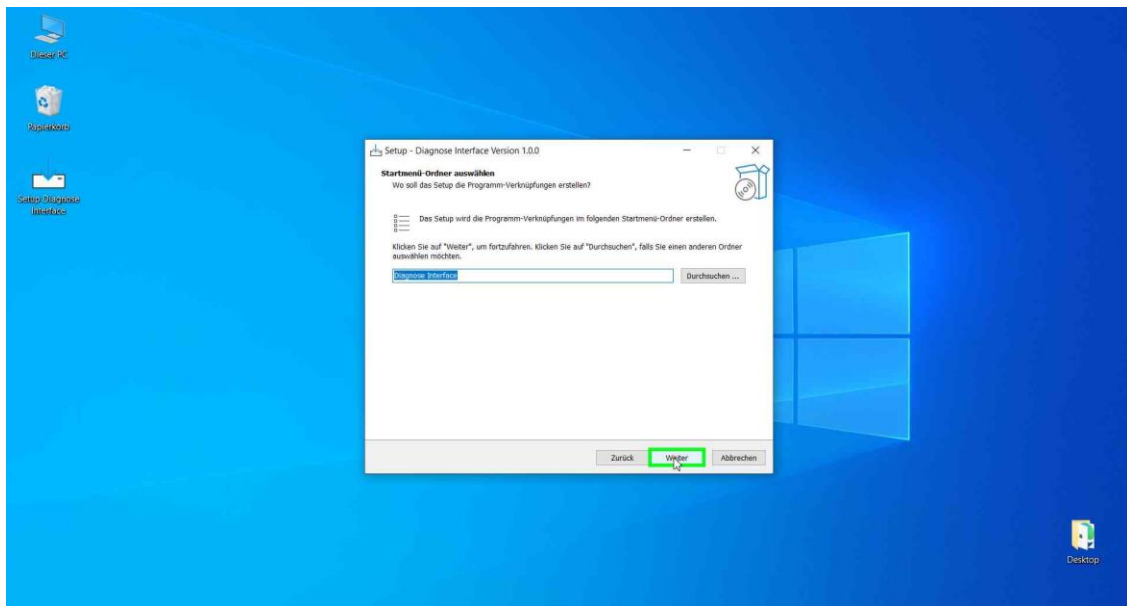 Dieser PC
Papierkorb
Setup Diagnose
Interface
Setup - Diagnose Interface Version 1.0.0
Startmenü-Ordner auswählen
Wo soll das Setup die Programm-Verknüpfungen erstellen?
Das Setup wird die Programm-Verknüpfungen im folgenden Startmenü-Ordner erstellen.
Klicken Sie auf "Weiter", um fortzufahren. Klicken Sie auf "Durchsuchen", falls Sie einen anderen Ordner
auswählen möchten.
Diagnose Interface
Durchsuchen ...
Zurück
Weiter
Abbrechen
Desktop